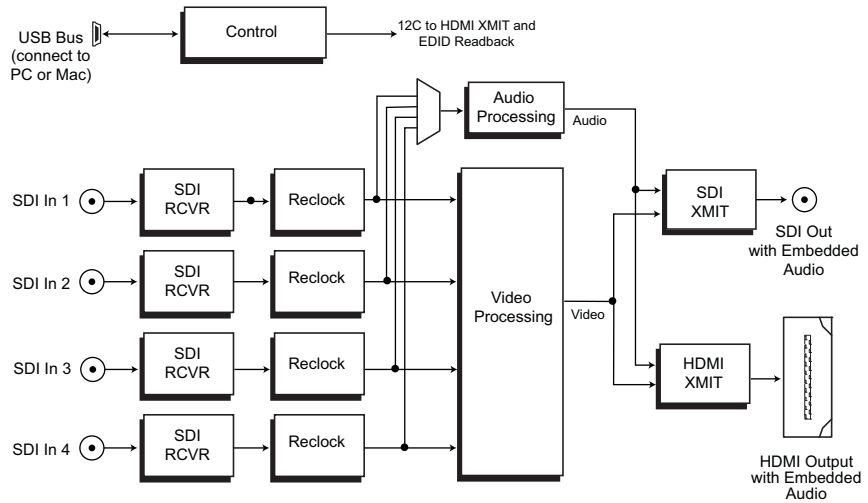 USB Bus
(connect to
PC or Mac)
Control
12C to HDMI XMIT and
EDID Readback
Audio
Processing
Audio
SDI In 1
SDI
RCVR
Reclock
SDI
XMIT
SDI Out
with Embedded
Audio
SDI In 2
SDI
RCVR
Reclock
Video
Processing
Video
SDI In 3
SDI
RCVR
Reclock
HDMI
XMIT
SDI In 4
SDI
RCVR
Reclock
HDMI Output
with Embedded
Audio